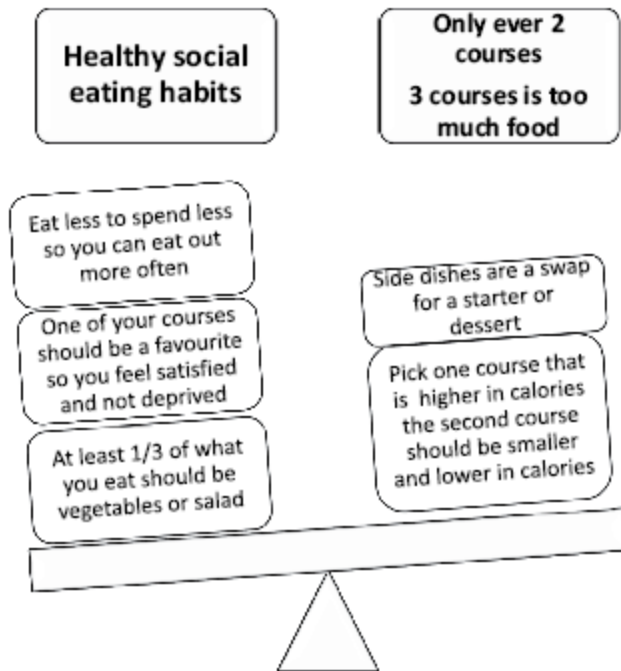 Healthy social
eating habits
Only ever 2
courses
3 courses is too
much food
Eat less to spend less
so you can eat out
more often
One of your courses
should be a favourite
so you feel satisfied
and not deprived
At least 1/3 of what
you eat should be
vegetables or salad
Side dishes are a swap
for a starter or
dessert
Pick one course that
is higher in calories
the second course
should be smaller
and lower in calories